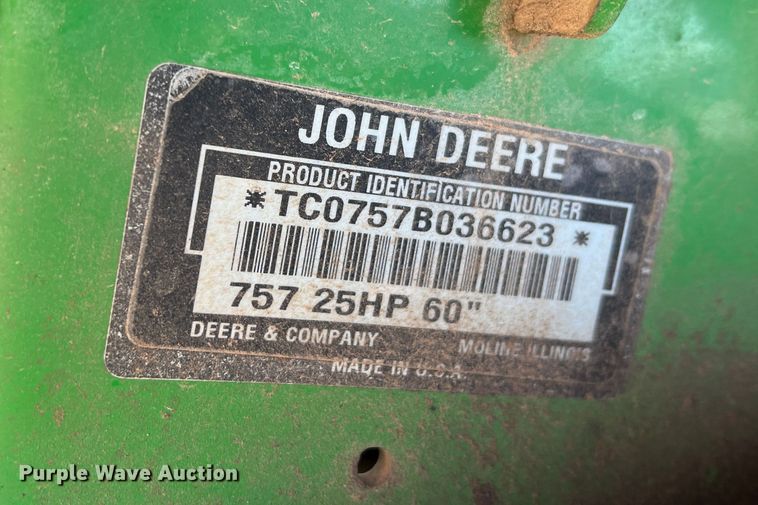 JOHN DEERE
PRODUCT IDENTIFICATION NUMBER
*TC0757B036623*
757 25HP 60"
DEERE & COMPANY MOLINE ILLINOIS
MADE IN U.S.A.
Purple Wave Auction